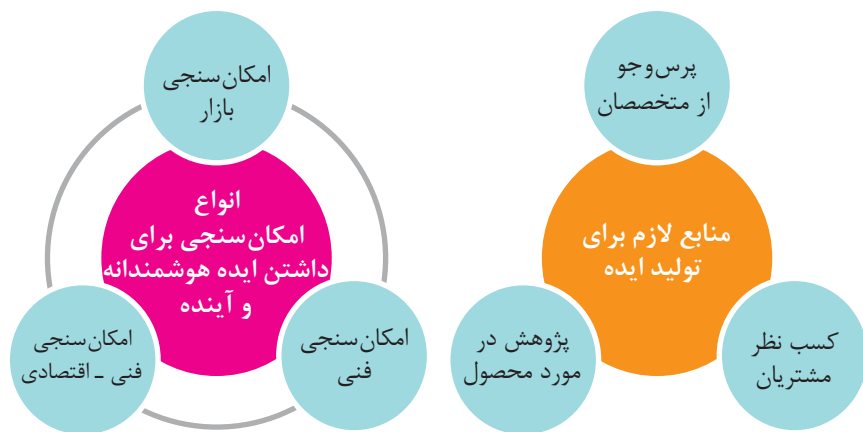 پرس‌وجو
از متخصصان
منابع لازم برای
تولید ایده
کسب نظر
مشتریان
پژوهش در
مورد محصول
امکان‌سنجی
بازار
انواع
امکان‌سنجی برای
داشتن ایده هوشمندانه
و آینده
امکان‌سنجی
فنی
امکان‌سنجی
فنی ـ اقتصادی